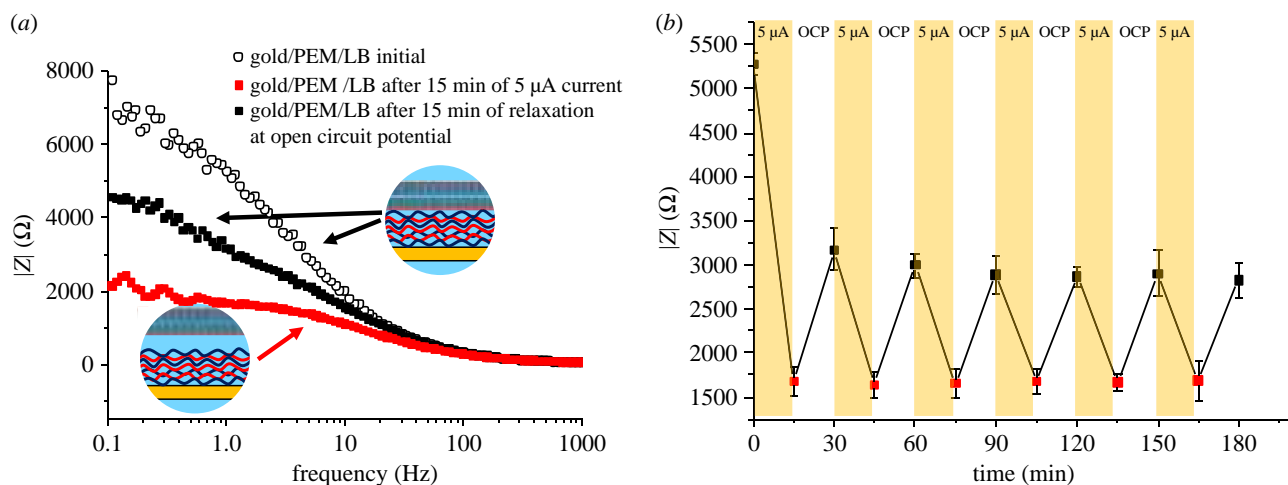 (a)
gold/PEM/LB initial
gold/PEM /LB after 15 min of 5 μA current
gold/PEM/LB after 15 min of relaxation
at open circuit potential
8000
6000
4000
2000
0
|Z| (Ω)
0.1 1.0 10 100 1000
frequency (Hz)
(b)
5 μA OCP 5 μA OCP 5 μA OCP 5 μA OCP 5 μA OCP 5 μA
5500
5000
4500
4000
3500
3000
2500
2000
1500
|Z| (Ω)
0 30 60 90 120 150 180
time (min)